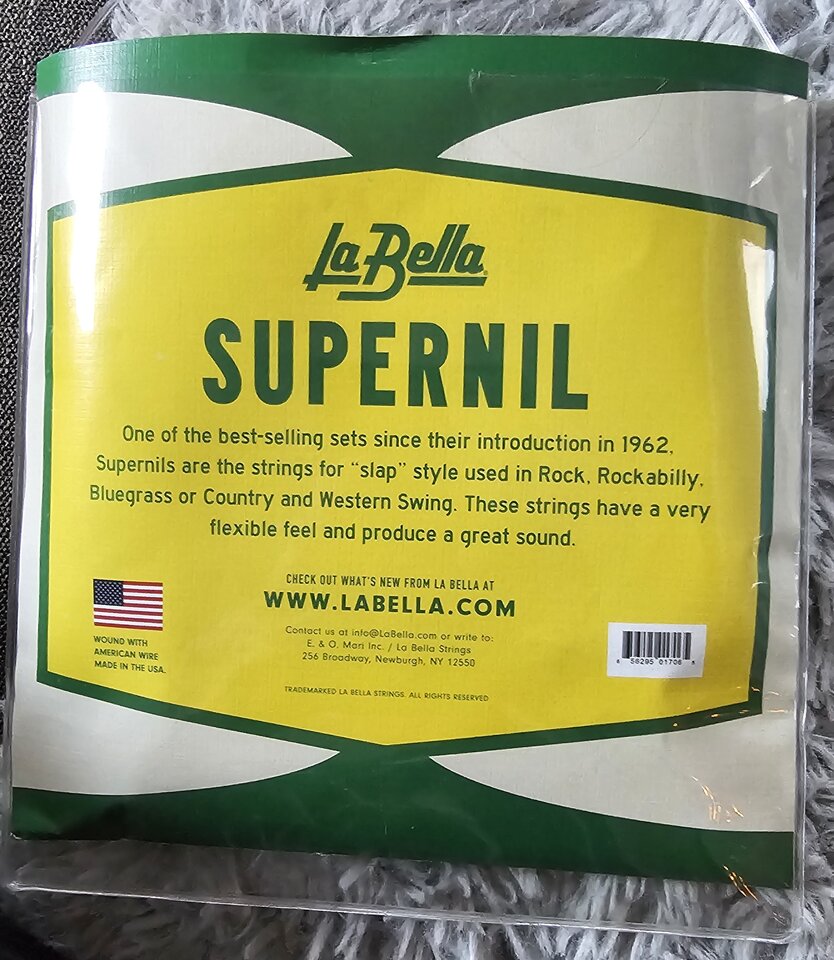 La Bella
SUPERNIL
One of the best-selling sets since their introduction in 1962,
Supernils are the strings for “slap” style used in Rock, Rockabilly,
Bluegrass or Country and Western Swing. These strings have a very
flexible feel and produce a great sound.
CHECK OUT WHAT'S NEW FROM LA BELLA AT
WWW.LABELLA.COM
Contact us at info@LaBella.com or write to:
E. & O. Mari Inc. / La Bella Strings
256 Broadway, Newburgh, NY 12550
WOUND WITH
AMERICAN WIRE
MADE IN THE USA.
TRADEMARKED LA BELLA STRINGS. ALL RIGHTS RESERVED